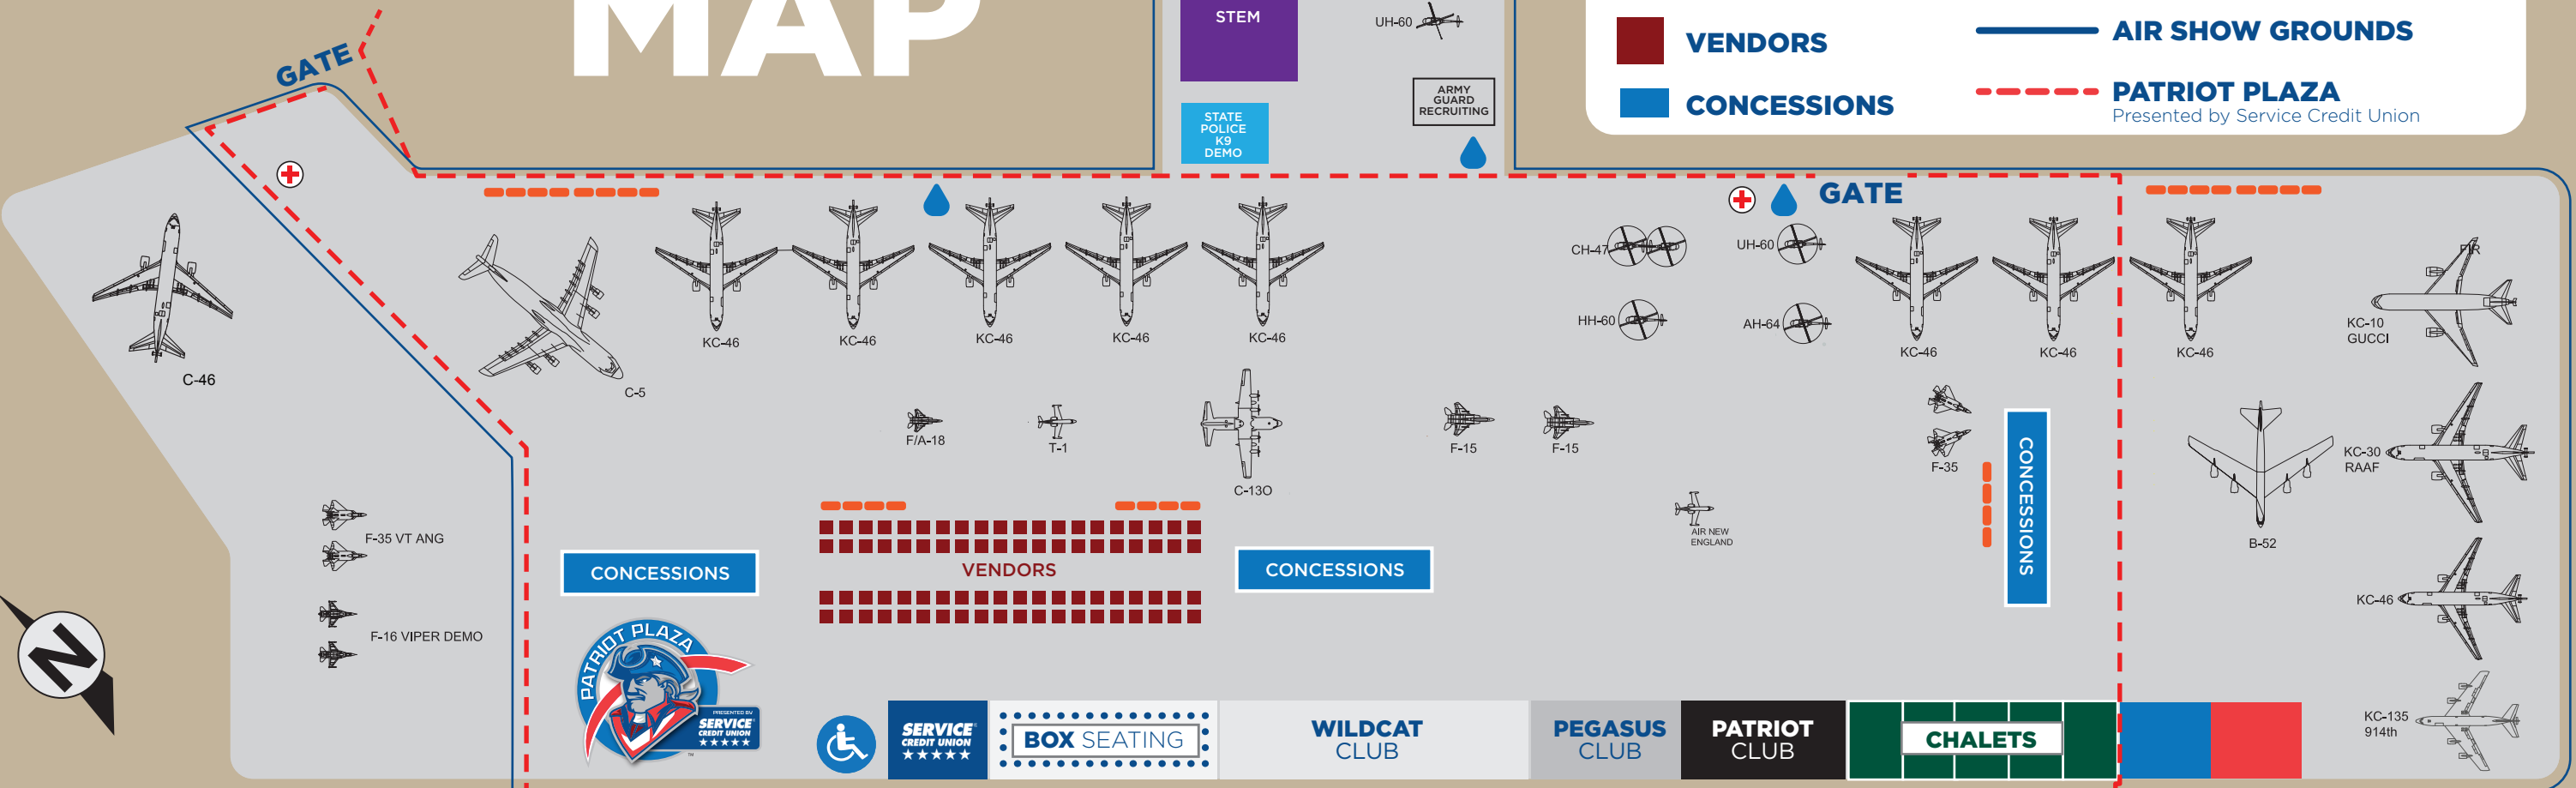 MAP
STEM
UH-60
VENDORS
AIR SHOW GROUNDS
GATE
ARMY
GUARD
RECRUITING
CONCESSIONS
PATRIOT PLAZA
Presented by Service Credit Union
STATE
POLICE
K9
DEMO
GATE
CH-47
UH-60
FIR
HH-60
AH-64
KC-46
KC-46
KC-46
KC-46
KC-46
KC-46
KC-46
KC-46
KC-10
GUCCI
C-46
C-5
F/A-18
T-1
F-15
F-15
F-35
CONCESSIONS
KC-30
RAAF
C-13O
AIR NEW
ENGLAND
B-52
F-35 VT ANG
CONCESSIONS
VENDORS
CONCESSIONS
KC-46
F-16 VIPER DEMO
N
PATRIOT PLAZA
PRESENTED BY
SERVICE
CREDIT UNION
TM
SERVICE
CREDIT UNION
BOX SEATING
WILDCAT
CLUB
PEGASUS
CLUB
PATRIOT
CLUB
CHALETS
KC-135
914th